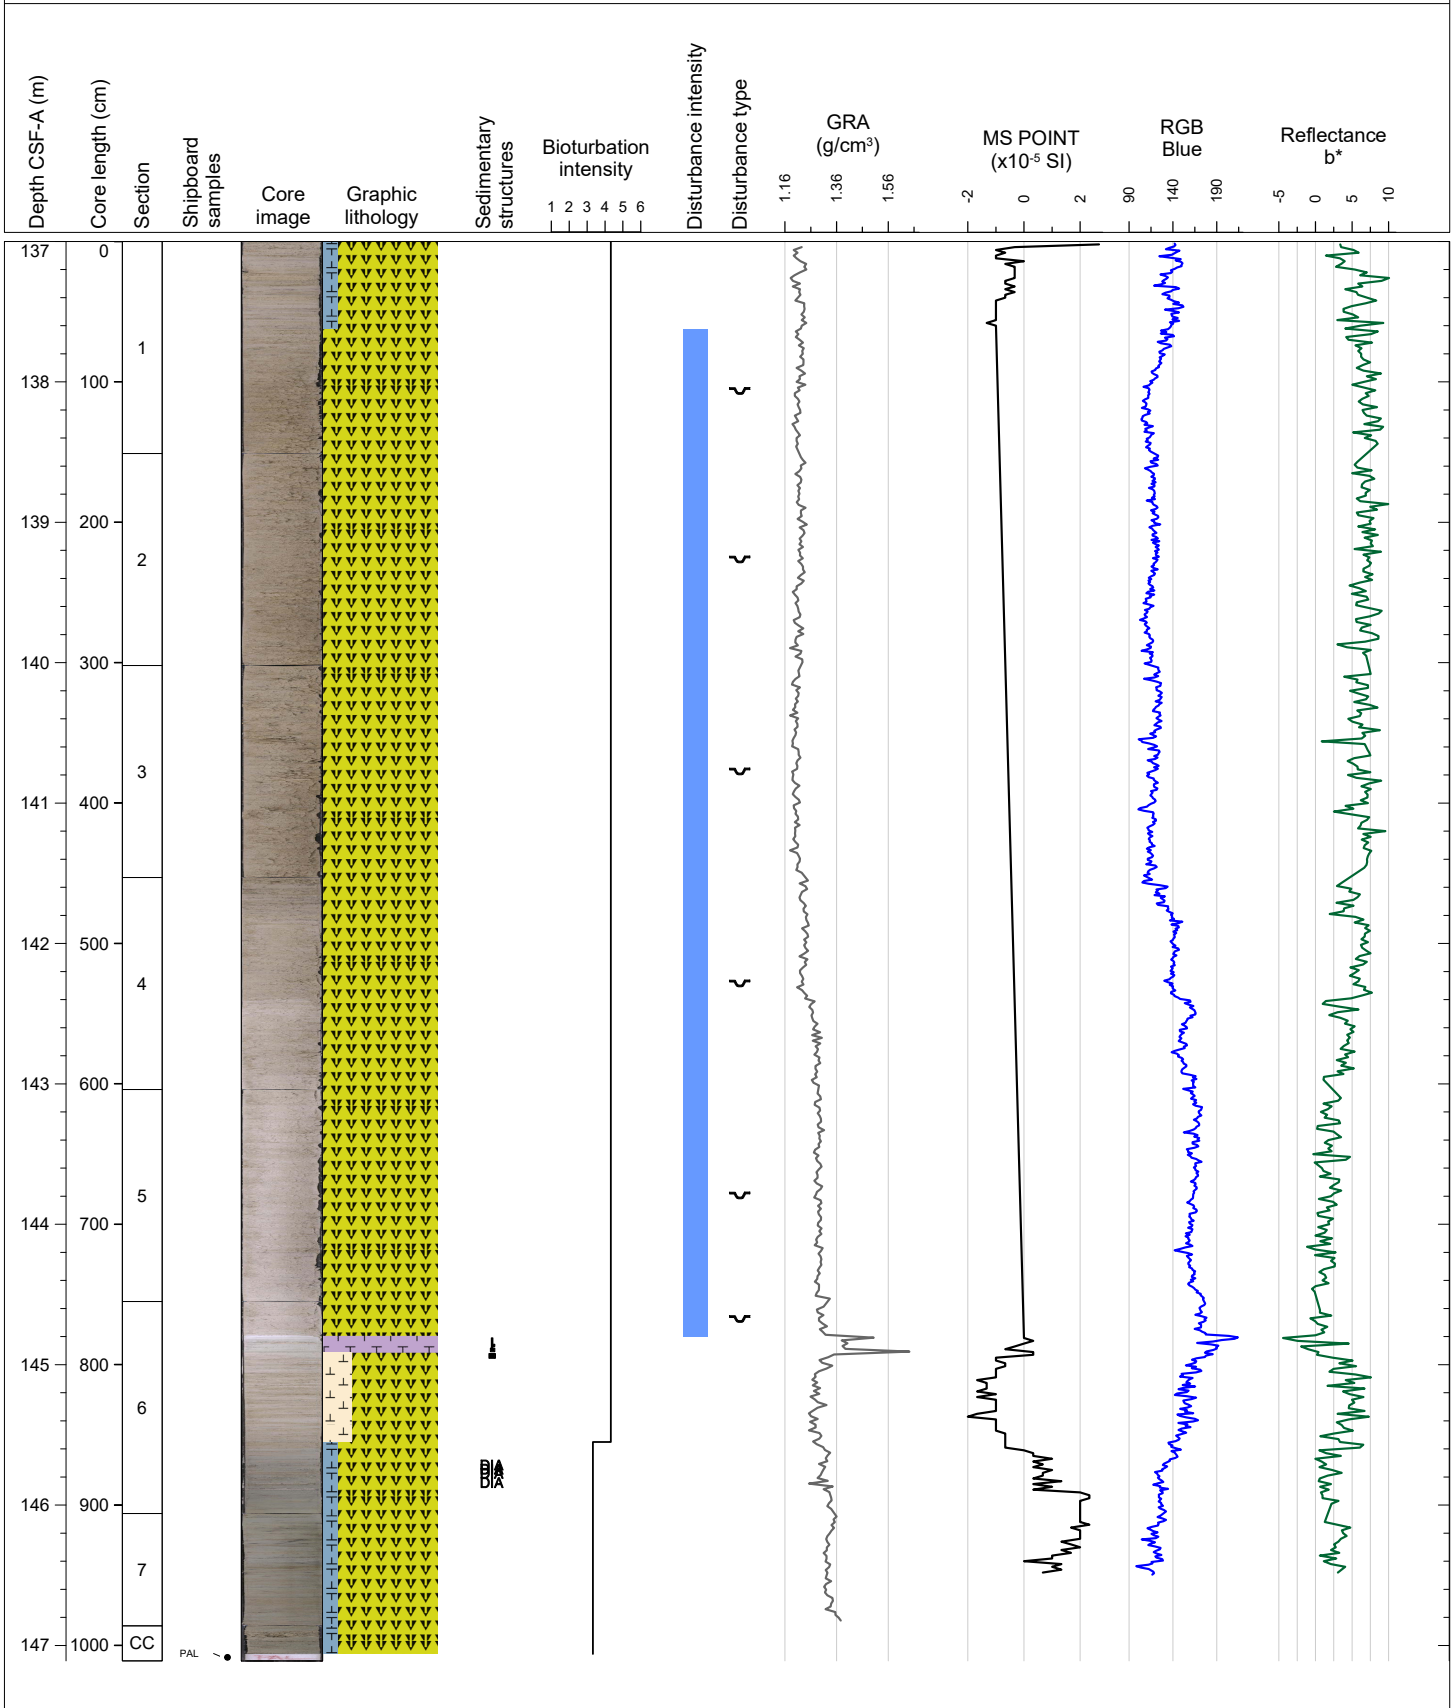 Depth CSF-A (m)
Core length (cm)
Section
Shipboard
samples
Core
image
Graphic
lithology
Sedimentary
structures
Bioturbation
intensity
1 2 3 4 5 6
Disturbance intensity
Disturbance type
GRA
(g/cm³)
1.16 1.36 1.56
MS POINT
(x10⁻⁵ SI)
-2 0 2
RGB
Blue
90 140 190
Reflectance
b*
-5 0 5 10
137 0
1
138 100
139 200
2
140 300
3
141 400
142 500
4
143 600
5
144 700
145 800
6
DIA
DIA
DIA
146 900
7
147 1000 CC
PAL